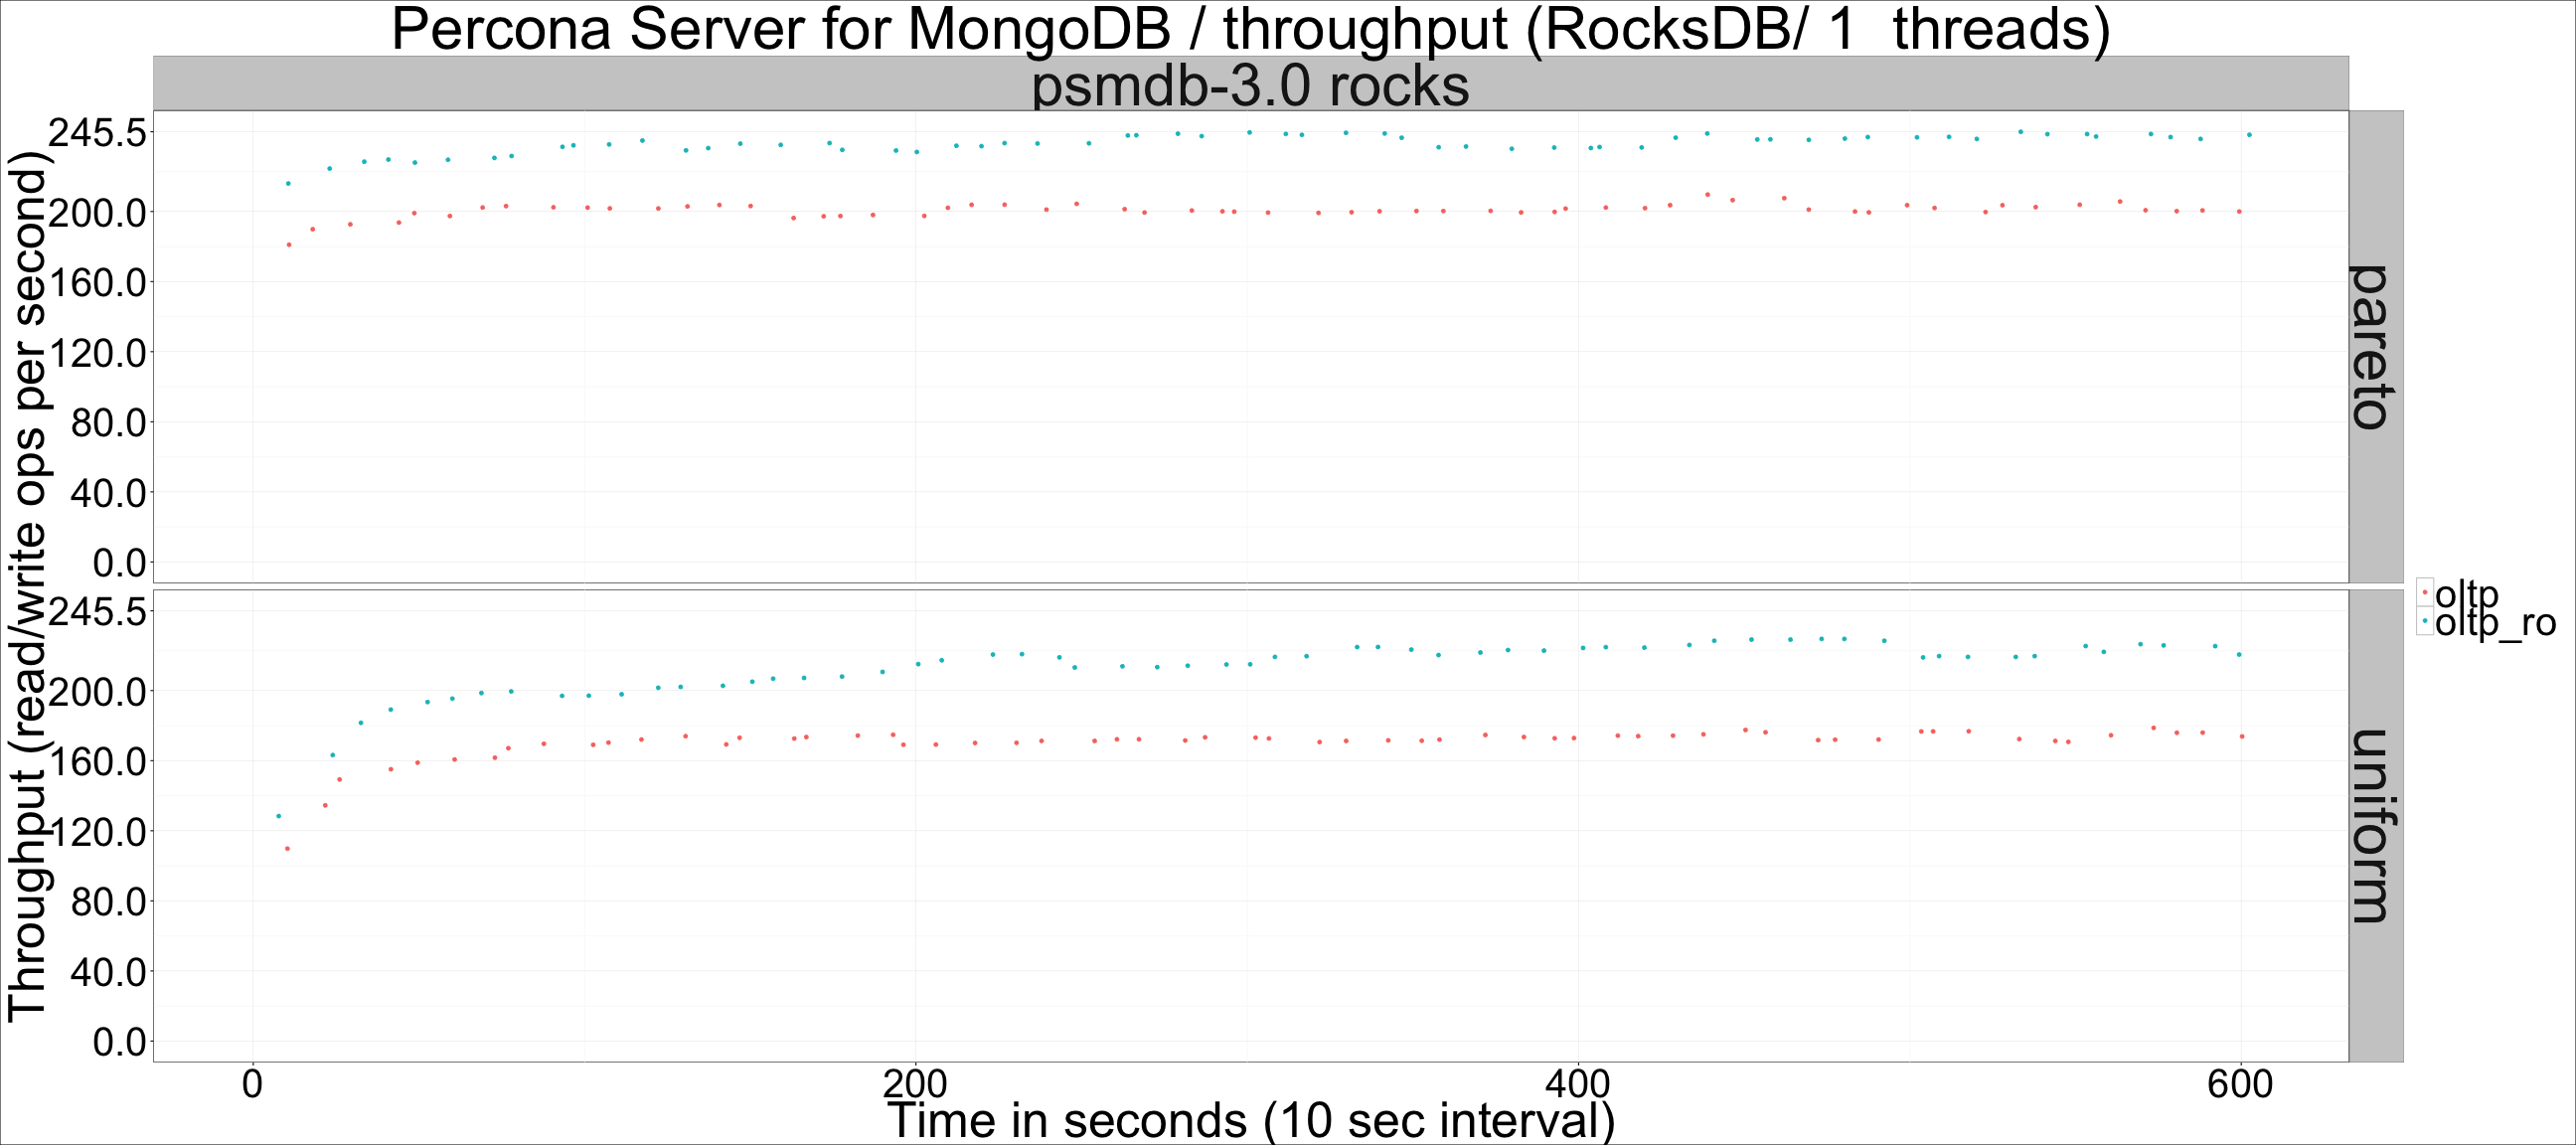 Percona Server for MongoDB / throughput (RocksDB/ 1  threads)
psmdb-3.0 rocks
Throughput (read/write ops per second)
245.5
200.0
160.0
120.0
80.0
40.0
0.0
pareto
245.5
200.0
160.0
120.0
80.0
40.0
0.0
uniform
oltp
oltp_ro
0 200 400 600
Time in seconds (10 sec interval)